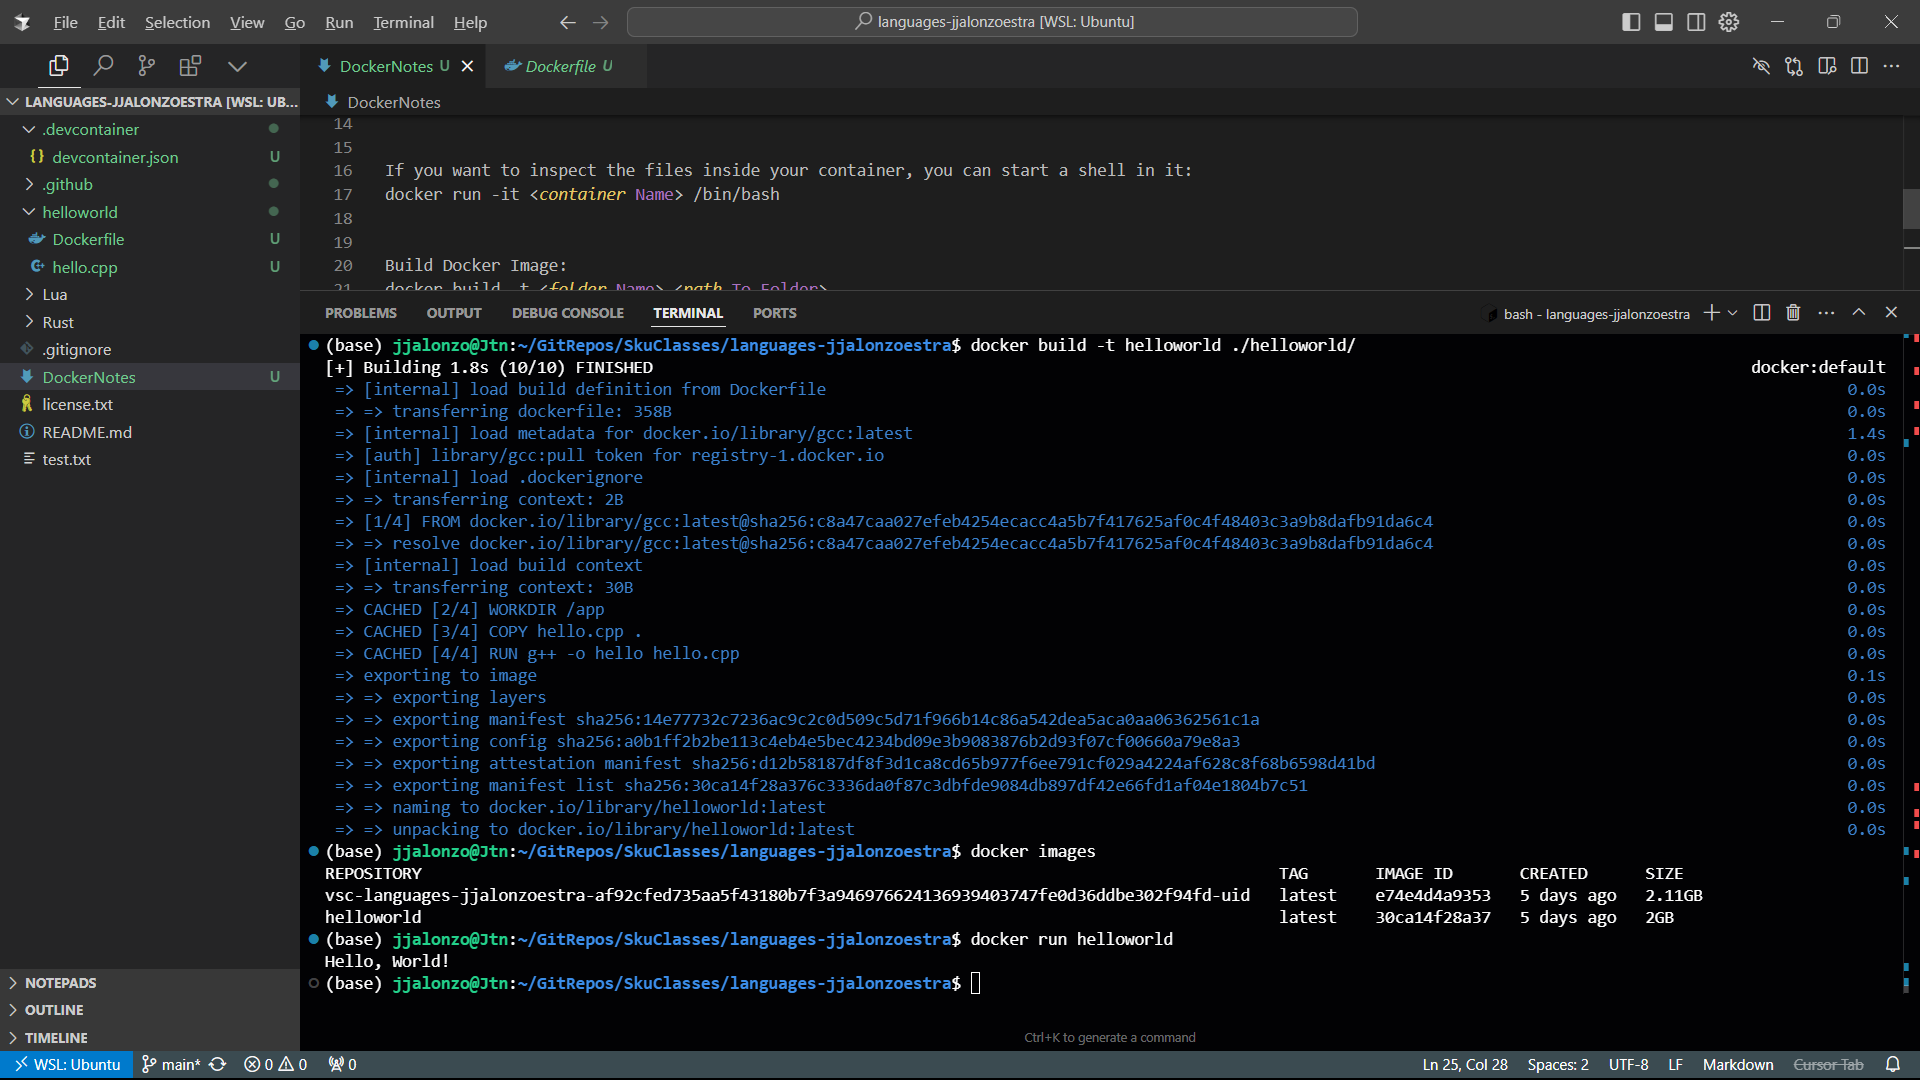 File Edit Selection View Go Run Terminal Help
languages-jjalonzoestra [WSL: Ubuntu]
DockerNotes U
Dockerfile U
LANGUAGES-JJALONZOESTRA [WSL: UB...
DockerNotes
.devcontainer
devcontainer.json U
.github
helloworld
Dockerfile U
hello.cpp U
Lua
Rust
.gitignore
DockerNotes U
license.txt
README.md
test.txt
NOTEPADS
OUTLINE
TIMELINE
14
15
16 If you want to inspect the files inside your container, you can start a shell in it:
17 docker run -it <container Name> /bin/bash
18
19
20 Build Docker Image:
21 docker build -t <folder Name> <path To Folder>
PROBLEMS OUTPUT DEBUG CONSOLE TERMINAL PORTS
bash - languages-jjalonzoestra
(base) jjalonzo@Jtn:~/GitRepos/SkuClasses/languages-jjalonzoestra$ docker build -t helloworld ./helloworld/
[+] Building 1.8s (10/10) FINISHED docker:default
=> [internal] load build definition from Dockerfile 0.0s
=> => transferring dockerfile: 358B 0.0s
=> [internal] load metadata for docker.io/library/gcc:latest 1.4s
=> [auth] library/gcc:pull token for registry-1.docker.io 0.0s
=> [internal] load .dockerignore 0.0s
=> => transferring context: 2B 0.0s
=> [1/4] FROM docker.io/library/gcc:latest@sha256:c8a47caa027efeb4254ecacc4a5b7f417625af0c4f48403c3a9b8dafb91da6c4 0.0s
=> => resolve docker.io/library/gcc:latest@sha256:c8a47caa027efeb4254ecacc4a5b7f417625af0c4f48403c3a9b8dafb91da6c4 0.0s
=> [internal] load build context 0.0s
=> => transferring context: 30B 0.0s
=> CACHED [2/4] WORKDIR /app 0.0s
=> CACHED [3/4] COPY hello.cpp . 0.0s
=> CACHED [4/4] RUN g++ -o hello hello.cpp 0.0s
=> exporting to image 0.1s
=> => exporting layers 0.0s
=> => exporting manifest sha256:14e77732c7236ac9c2c0d509c5d71f966b14c86a542dea5aca0aa06362561c1a 0.0s
=> => exporting config sha256:a0b1ff2b2be113c4eb4e5bec4234bd09e3b9083876b2d93f07cf00660a79e8a3 0.0s
=> => exporting attestation manifest sha256:d12b58187df8f3d1ca8cd65b977f6ee791cf029a4224af628c8f68b6598d41bd 0.0s
=> => exporting manifest list sha256:30ca14f28a376c3336da0f87c3dbfde9084db897df42e66fd1af04e1804b7c51 0.0s
=> => naming to docker.io/library/helloworld:latest 0.0s
=> => unpacking to docker.io/library/helloworld:latest 0.0s
(base) jjalonzo@Jtn:~/GitRepos/SkuClasses/languages-jjalonzoestra$ docker images
REPOSITORY TAG IMAGE ID CREATED SIZE
vsc-languages-jjalonzoestra-af92cfed735aa5f43180b7f3a946976624136939403747fe0d36ddbe302f94fd-uid latest e74e4d4a9353 5 days ago 2.11GB
helloworld latest 30ca14f28a37 5 days ago 2GB
(base) jjalonzo@Jtn:~/GitRepos/SkuClasses/languages-jjalonzoestra$ docker run helloworld
Hello, World!
(base) jjalonzo@Jtn:~/GitRepos/SkuClasses/languages-jjalonzoestra$
Ctrl+K to generate a command
WSL: Ubuntu main* 0 0 0 Ln 25, Col 28 Spaces: 2 UTF-8 LF Markdown Cursor Tab